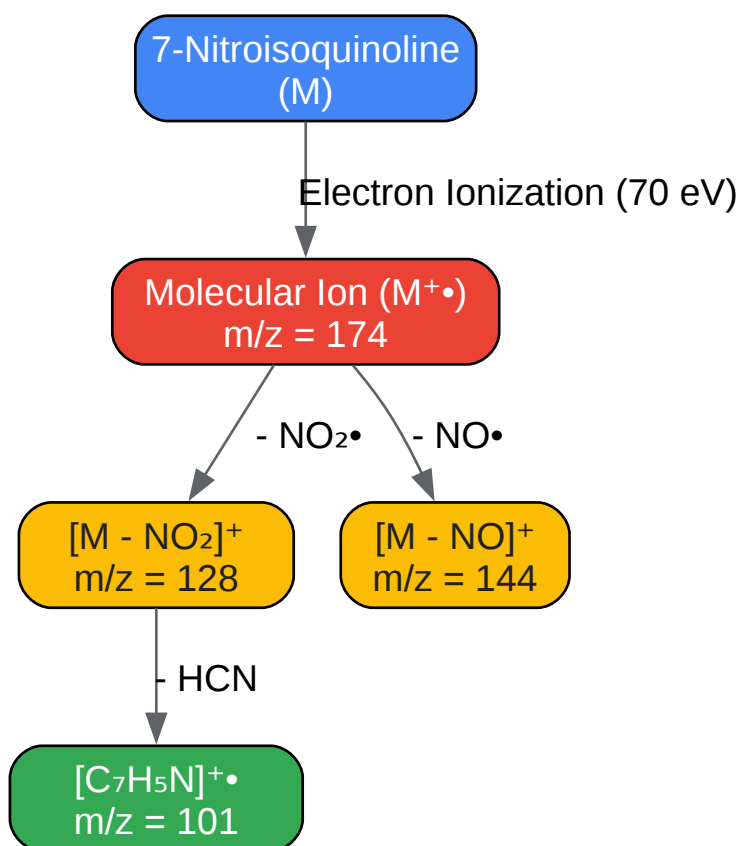 7-Nitroisoquinoline
(M)
Electron Ionization (70 eV)
Molecular Ion (M⁺•)
m/z = 174
- NO₂•
- NO•
[M - NO₂]⁺
m/z = 128
[M - NO]⁺
m/z = 144
- HCN
[C₇H₅N]⁺•
m/z = 101